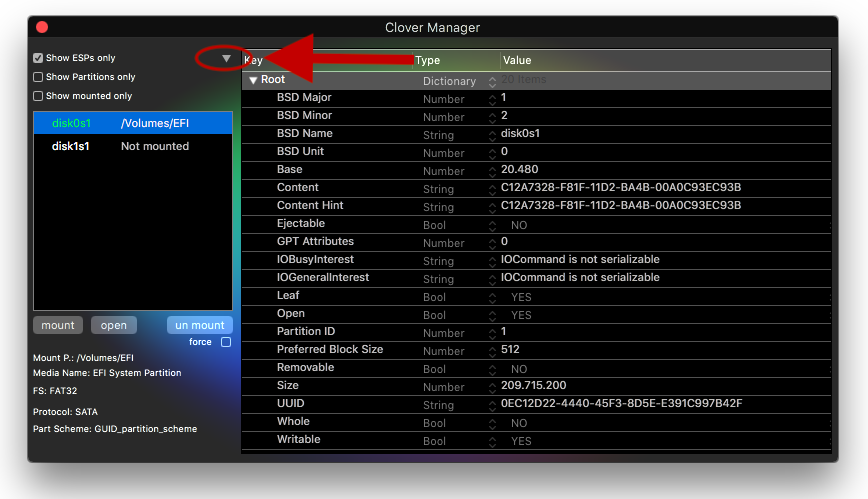 Clover Manager
Show ESPs only
Show Partitions only
Show mounted only
disk0s1 /Volumes/EFI
disk1s1 Not mounted
mount open un mount
force
Mount P.: /Volumes/EFI
Media Name: EFI System Partition
FS: FAT32
Protocol: SATA
Part Scheme: GUID_partition_scheme
Key Type Value
Root Dictionary 20 Items
BSD Major Number 1
BSD Minor Number 2
BSD Name String disk0s1
BSD Unit Number 0
Base Number 20.480
Content String C12A7328-F81F-11D2-BA4B-00A0C93EC93B
Content Hint String C12A7328-F81F-11D2-BA4B-00A0C93EC93B
Ejectable Bool NO
GPT Attributes Number 0
IOBusyInterest String IOCommand is not serializable
IOGeneralInterest String IOCommand is not serializable
Leaf Bool YES
Open Bool YES
Partition ID Number 1
Preferred Block Size Number 512
Removable Bool NO
Size Number 209.715.200
UUID String 0EC12D22-4440-45F3-8D5E-E391C997B42F
Whole Bool NO
Writable Bool YES